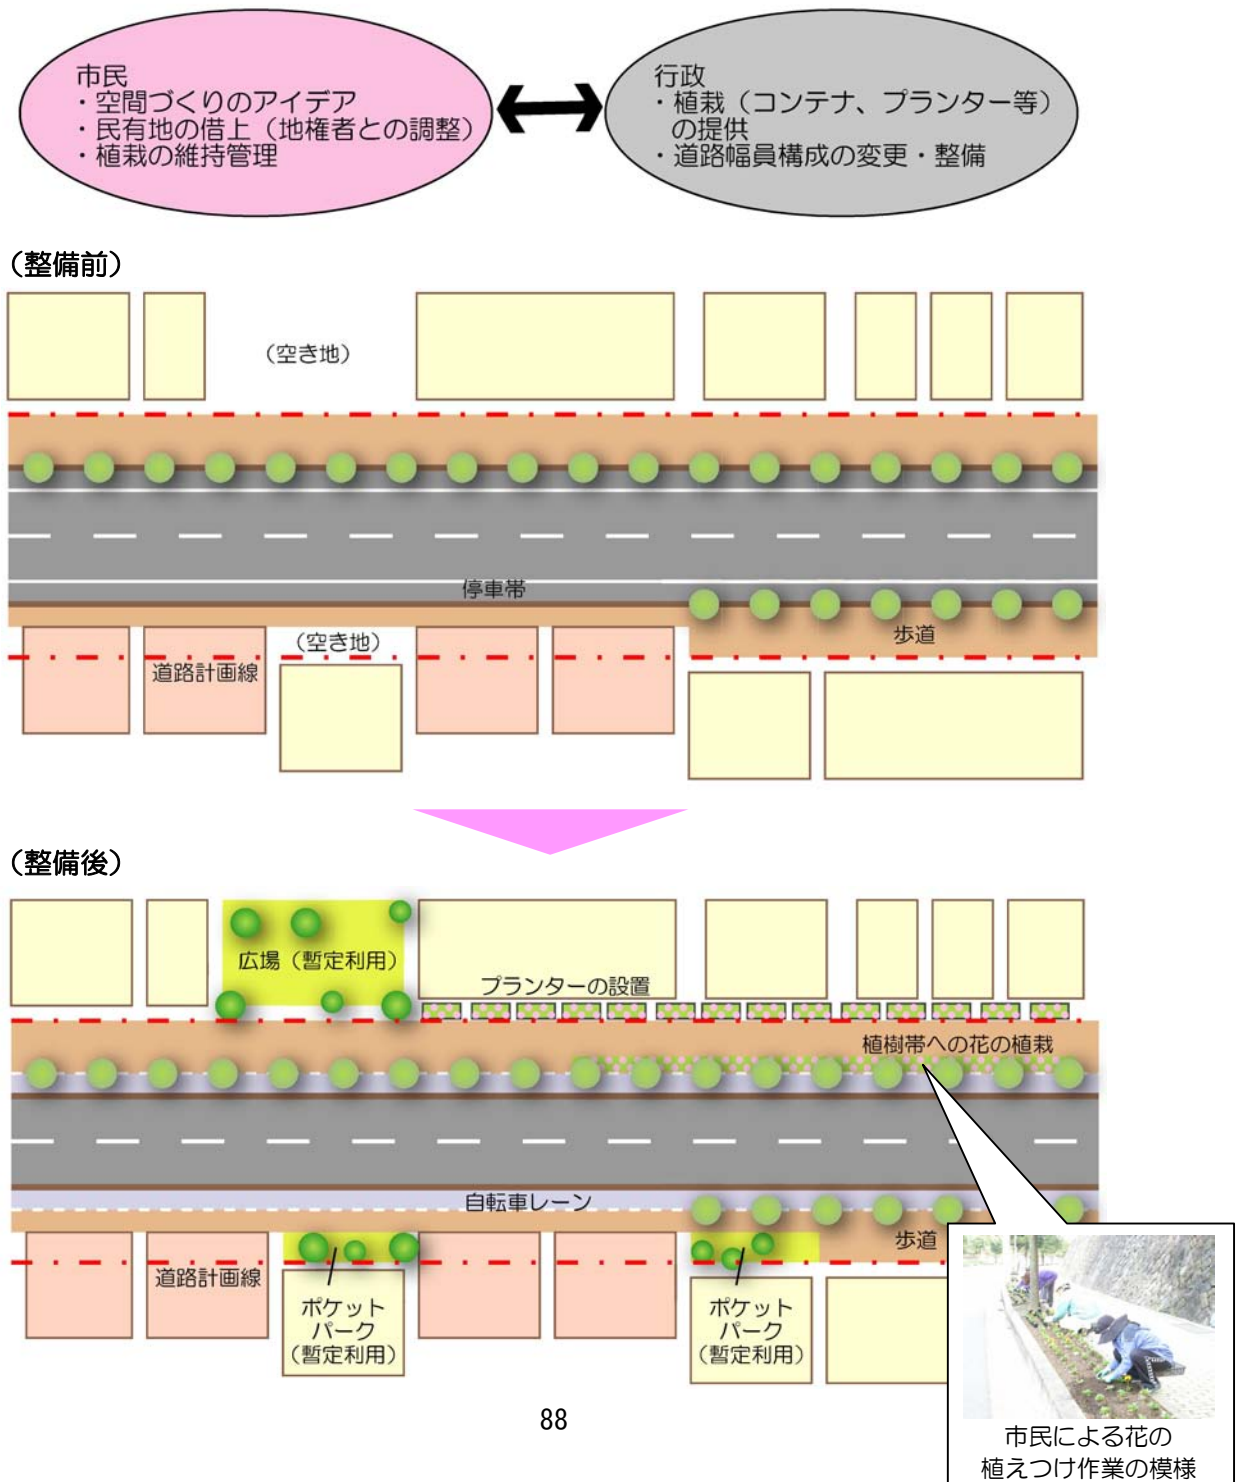 市民
・空間づくりのアイデア
・民有地の借上（地権者との調整）
・植栽の維持管理
行政
・植栽（コンテナ、プランター等）
の提供
・道路幅員構成の変更・整備
（整備前）
（空き地）
停車帯
歩道
（空き地）
道路計画線
（整備後）
広場（暫定利用）
プランターの設置
植樹帯への花の植栽
自転車レーン
歩道
道路計画線
ポケット
パーク
（暫定利用）
ポケット
パーク
（暫定利用）
市民による花の
植えつけ作業の模様
88